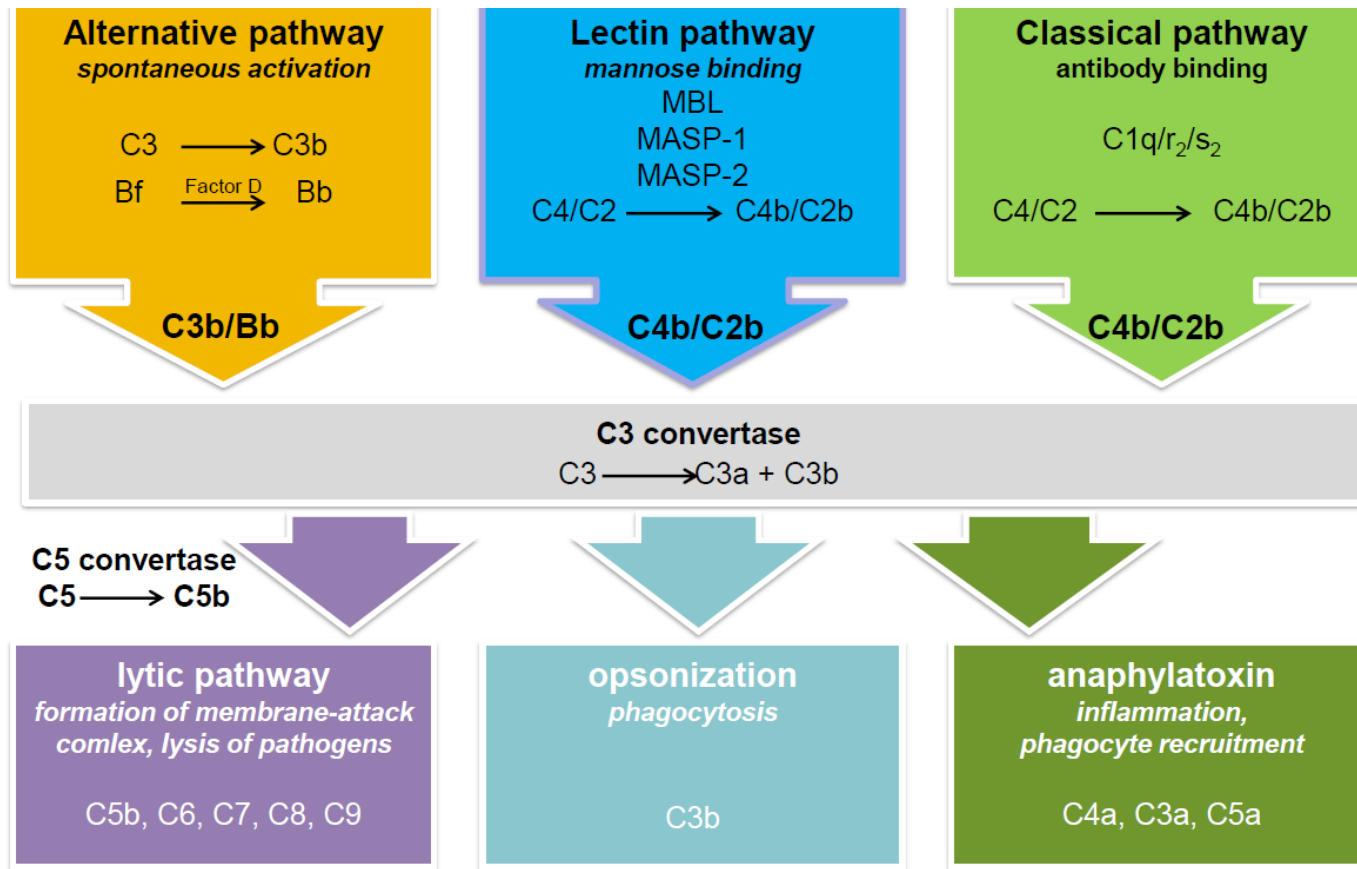 Alternative pathway
spontaneous activation
C3 ⟶ C3b
Bf Factor D ⟶ Bb
C3b/Bb
Lectin pathway
mannose binding
MBL
MASP-1
MASP-2
C4/C2 ⟶ C4b/C2b
C4b/C2b
Classical pathway
antibody binding
C1q/r₂/s₂
C4/C2 ⟶ C4b/C2b
C4b/C2b
C3 convertase
C3 ⟶ C3a + C3b
C5 convertase
C5 ⟶ C5b
lytic pathway
formation of membrane-attack
comlex, lysis of pathogens
C5b, C6, C7, C8, C9
opsonization
phagocytosis
C3b
anaphylatoxin
inflammation,
phagocyte recruitment
C4a, C3a, C5a